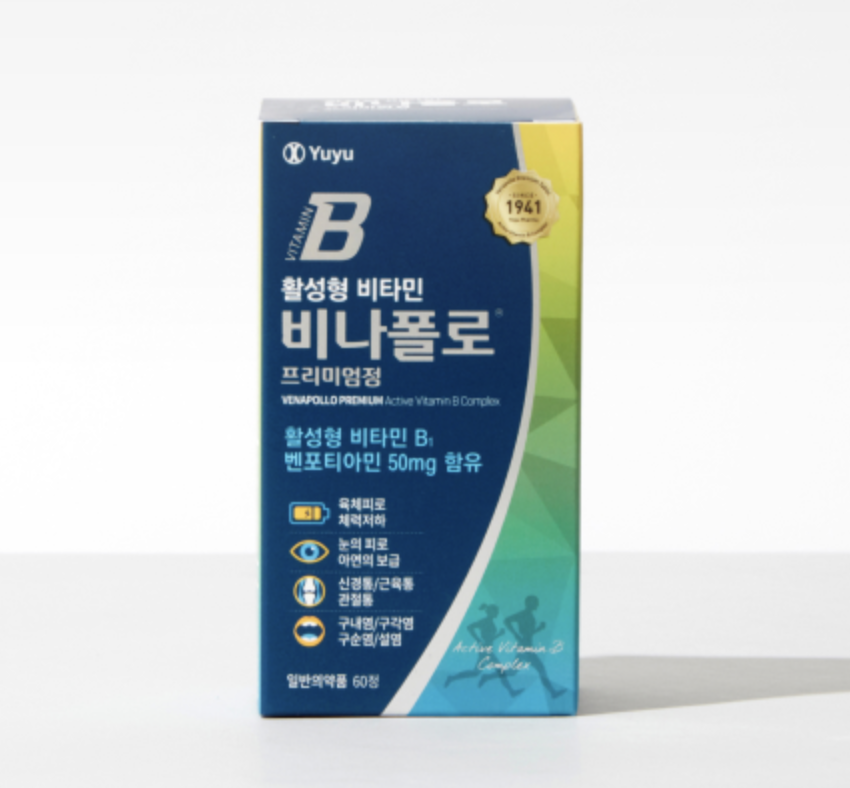 Yuyu
SINCE
1941
VITAMIN
B
활성형 비타민
비나폴로®
프리미엄정
VENAPOLLO PREMIUM Active Vitamin B Complex
활성형 비타민 B₁
벤포티아민 50mg 함유
육체피로
체력저하
눈의 피로
아연의 보급
신경통/근육통
관절통
구내염/구각염
구순염/설염
Active Vitamin B
Complex
일반의약품 60정